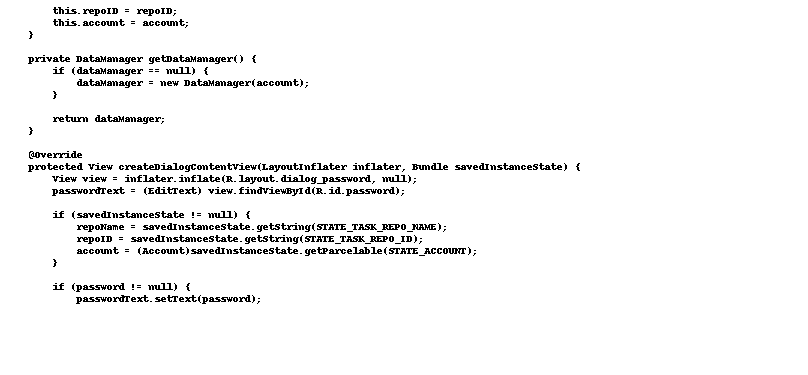 this.repoID = repoID;
this.account = account;
}
private DataManager getDataManager() {
if (dataManager == null) {
dataManager = new DataManager(account);
}
return dataManager;
}
@Override
protected View createDialogContentView(LayoutInflater inflater, Bundle savedInstanceState) {
View view = inflater.inflate(R.layout.dialog_password, null);
passwordText = (EditText) view.findViewById(R.id.password);
if (savedInstanceState != null) {
repoName = savedInstanceState.getString(STATE_TASK_REPO_NAME);
repoID = savedInstanceState.getString(STATE_TASK_REPO_ID);
account = (Account)savedInstanceState.getParcelable(STATE_ACCOUNT);
}
if (password != null) {
passwordText.setText(password);